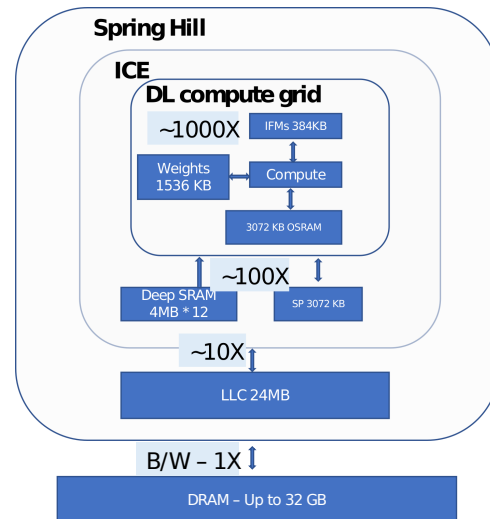 Spring Hill
ICE
DL compute grid
~1000X
IFMs 384KB
Weights
1536 KB
Compute
3072 KB OSRAM
~100X
Deep SRAM
4MB * 12
SP 3072 KB
~10X
LLC 24MB
B/W – 1X
DRAM – Up to 32 GB